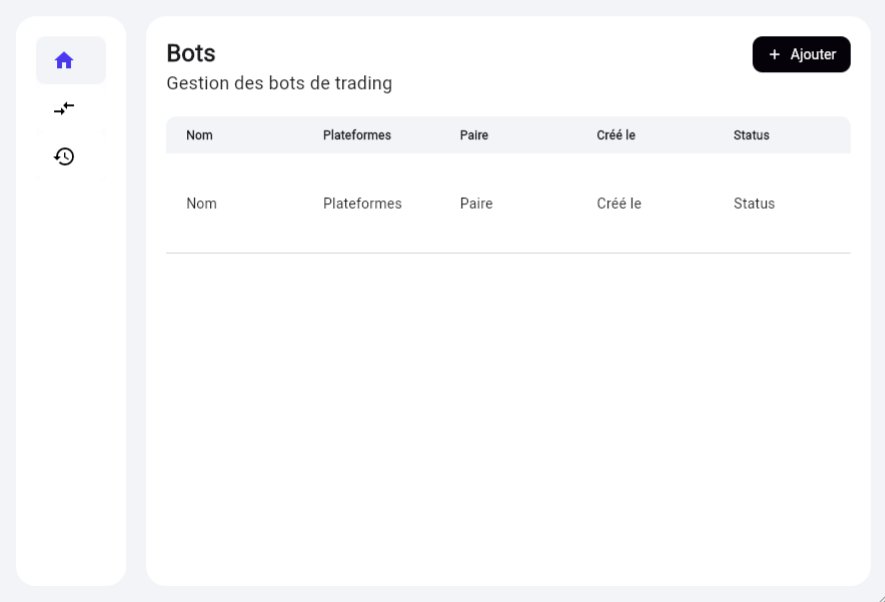 Bots
+ Ajouter
Gestion des bots de trading
Nom Plateformes Paire Créé le Status
Nom Plateformes Paire Créé le Status